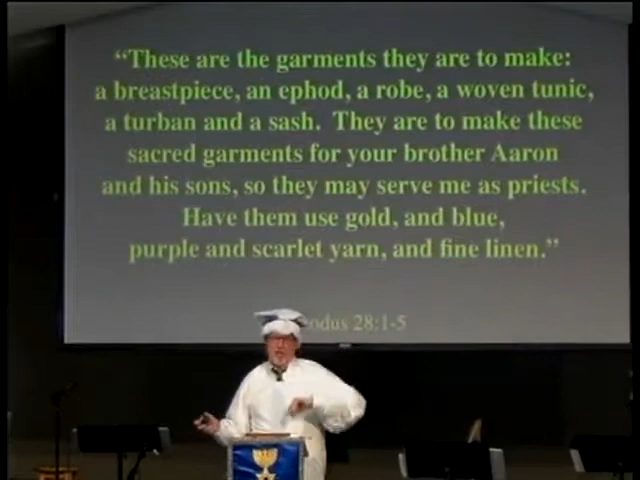 “These are the garments they are to make:
a breastpiece, an ephod, a robe, a woven tunic,
a turban and a sash. They are to make these
sacred garments for your brother Aaron
and his sons, so they may serve me as priests.
Have them use gold, and blue,
purple and scarlet yarn, and fine linen.”
28:1-5